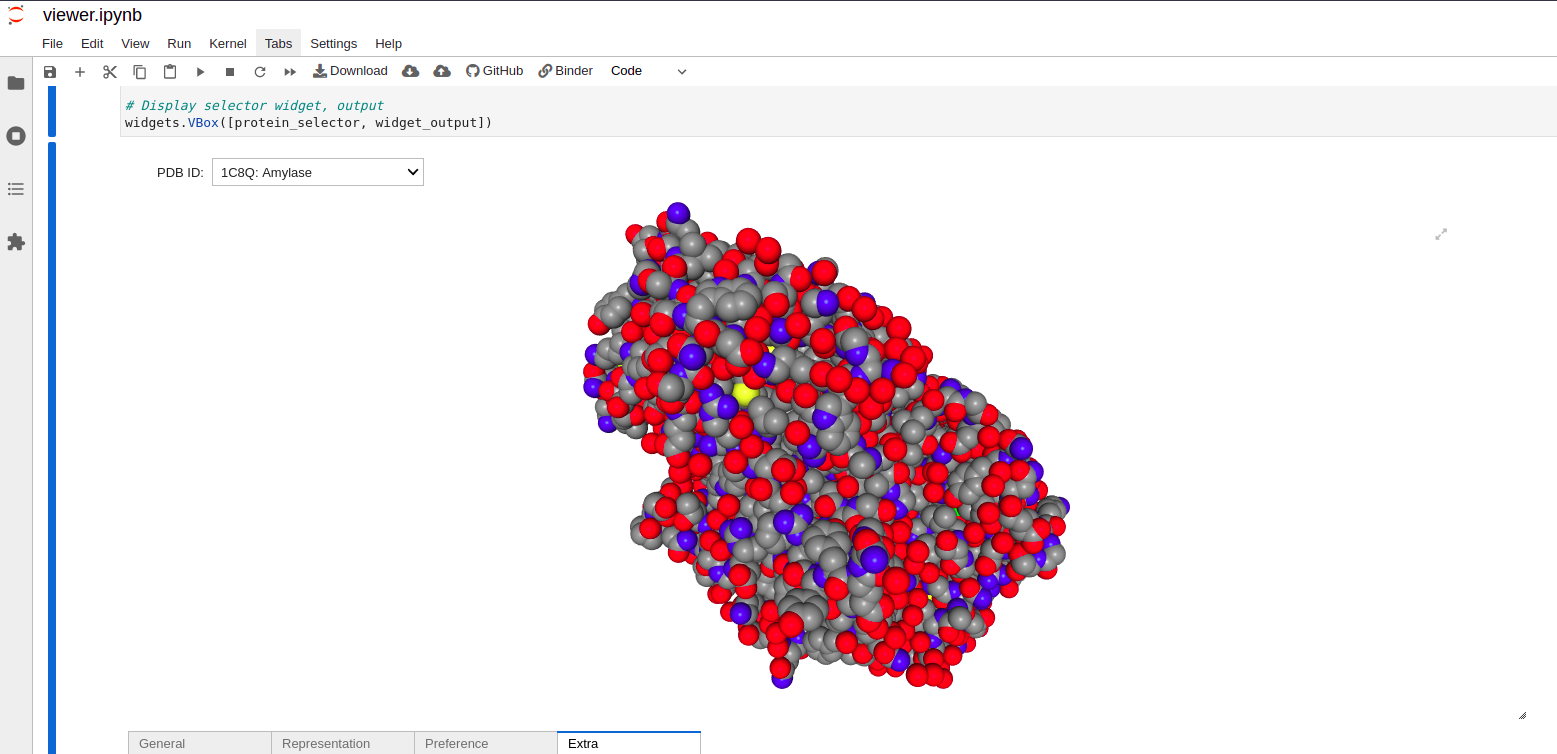 viewer.ipynb
File Edit View Run Kernel Tabs Settings Help
Download GitHub Binder Code
# Display selector widget, output
widgets.VBox([protein_selector, widget_output])
PDB ID: 1C8Q: Amylase
General Representation Preference Extra